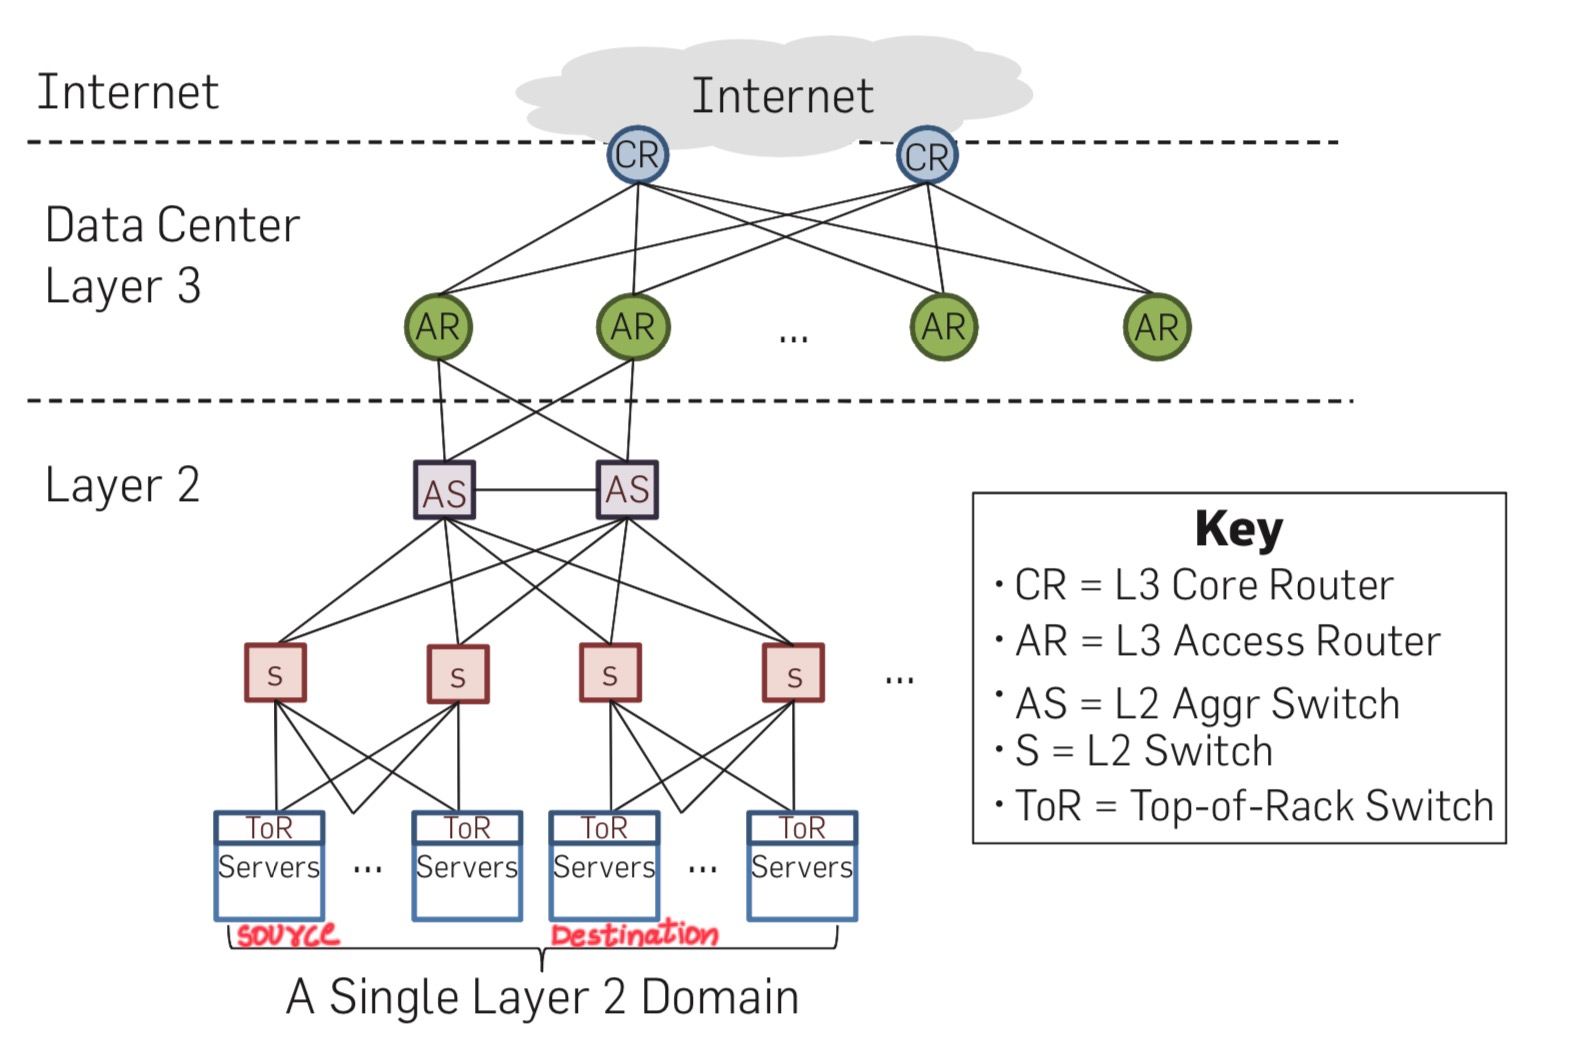 Internet
Internet
CR
CR
Data Center
Layer 3
AR
AR
...
AR
AR
Layer 2
AS
AS
s
s
s
s
...
ToR
Servers
...
ToR
Servers
ToR
Servers
...
ToR
Servers
source
Destination
A Single Layer 2 Domain
Key
· CR = L3 Core Router
· AR = L3 Access Router
· AS = L2 Aggr Switch
· S = L2 Switch
· ToR = Top-of-Rack Switch